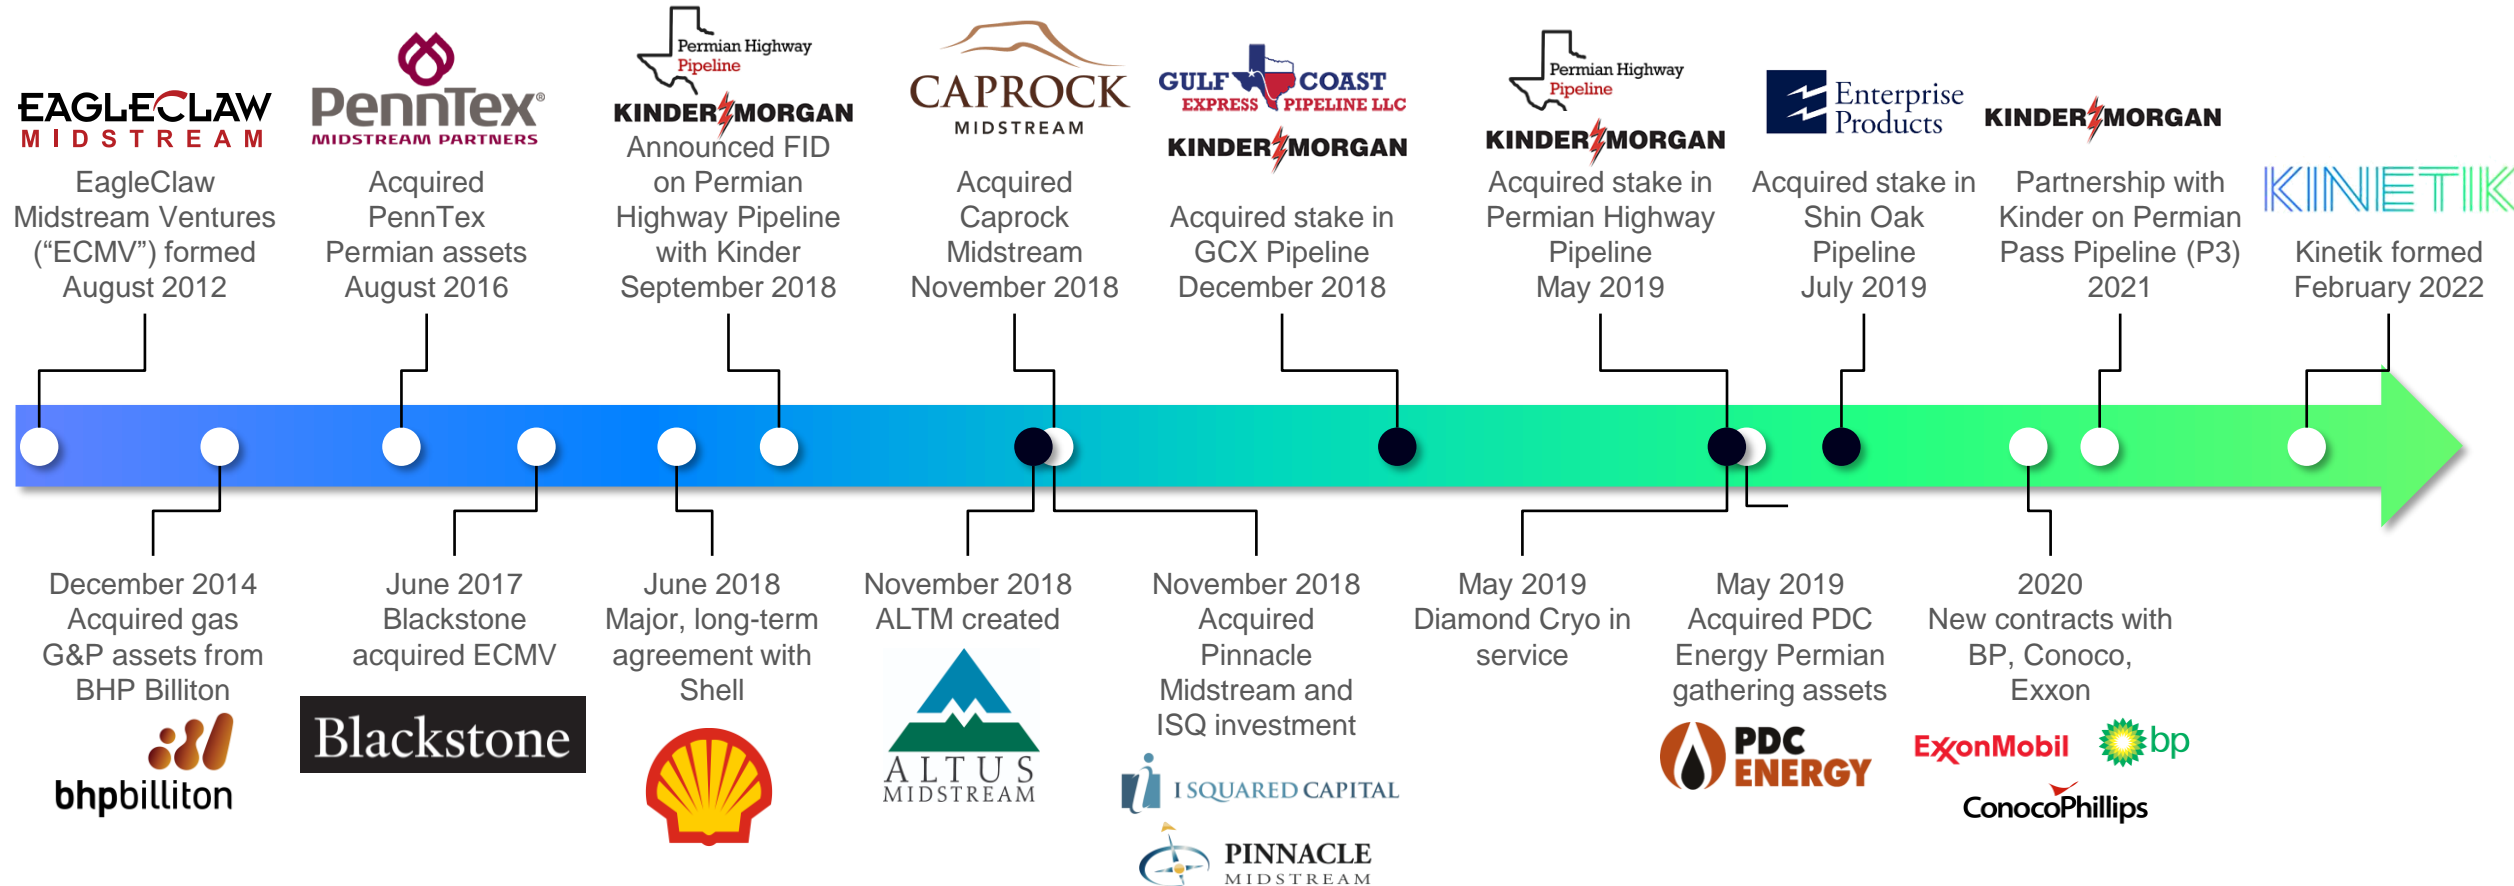 EAGLECLAW
MIDSTREAM
EagleClaw
Midstream Ventures
(“ECMV”) formed
August 2012
PennTex®
MIDSTREAM PARTNERS
Acquired
PennTex
Permian assets
August 2016
Permian Highway
Pipeline
KINDER MORGAN
Announced FID
on Permian
Highway Pipeline
with Kinder
September 2018
CAPROCK
MIDSTREAM
Acquired
Caprock
Midstream
November 2018
GULF COAST
EXPRESS PIPELINE LLC
KINDER MORGAN
Acquired stake in
GCX Pipeline
December 2018
Permian Highway
Pipeline
KINDER MORGAN
Acquired stake in
Permian Highway
Pipeline
May 2019
Enterprise
Products
Acquired stake in
Shin Oak
Pipeline
July 2019
KINDER MORGAN
Partnership with
Kinder on Permian
Pass Pipeline (P3)
2021
KINETIK
Kinetik formed
February 2022
December 2014
Acquired gas
G&P assets from
BHP Billiton
bhpbilliton
June 2017
Blackstone
acquired ECMV
Blackstone
June 2018
Major, long-term
agreement with
Shell
November 2018
ALTM created
ALTUS
MIDSTREAM
November 2018
Acquired
Pinnacle
Midstream and
ISQ investment
I SQUARED CAPITAL
PINNACLE
MIDSTREAM
May 2019
Diamond Cryo in
service
May 2019
Acquired PDC
Energy Permian
gathering assets
PDC
ENERGY
2020
New contracts with
BP, Conoco,
Exxon
ExxonMobil
bp
ConocoPhillips